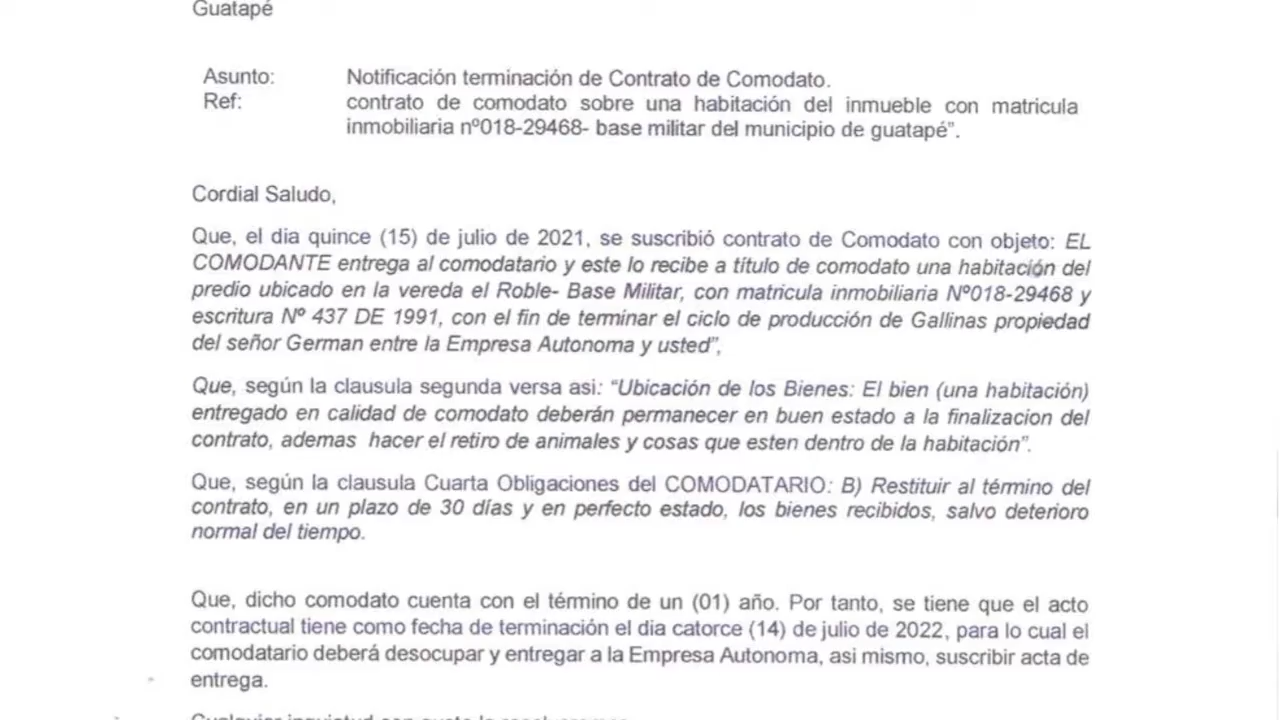 Guatapé
Asunto: Notificación terminación de Contrato de Comodato.
Ref: contrato de comodato sobre una habitación del inmueble con matricula
inmobiliaria nº018-29468- base militar del municipio de guatapé”.
Cordial Saludo,
Que, el dia quince (15) de julio de 2021, se suscribió contrato de Comodato con objeto: EL
COMODANTE entrega al comodatario y este lo recibe a título de comodato una habitación del
predio ubicado en la vereda el Roble- Base Militar, con matricula inmobiliaria Nº018-29468 y
escritura Nº 437 DE 1991, con el fin de terminar el ciclo de producción de Gallinas propiedad
del señor German entre la Empresa Autonoma y usted”,
Que, según la clausula segunda versa asi: “Ubicación de los Bienes: El bien (una habitación)
entregado en calidad de comodato deberán permanecer en buen estado a la finalizacion del
contrato, ademas hacer el retiro de animales y cosas que esten dentro de la habitación”.
Que, según la clausula Cuarta Obligaciones del COMODATARIO: B) Restituir al término del
contrato, en un plazo de 30 días y en perfecto estado, los bienes recibidos, salvo deterioro
normal del tiempo.
Que, dicho comodato cuenta con el término de un (01) año. Por tanto, se tiene que el acto
contractual tiene como fecha de terminación el dia catorce (14) de julio de 2022, para lo cual el
comodatario deberá desocupar y entregar a la Empresa Autonoma, asi mismo, suscribir acta de
entrega.
Cualquier inquietud con gusto la resolveremos